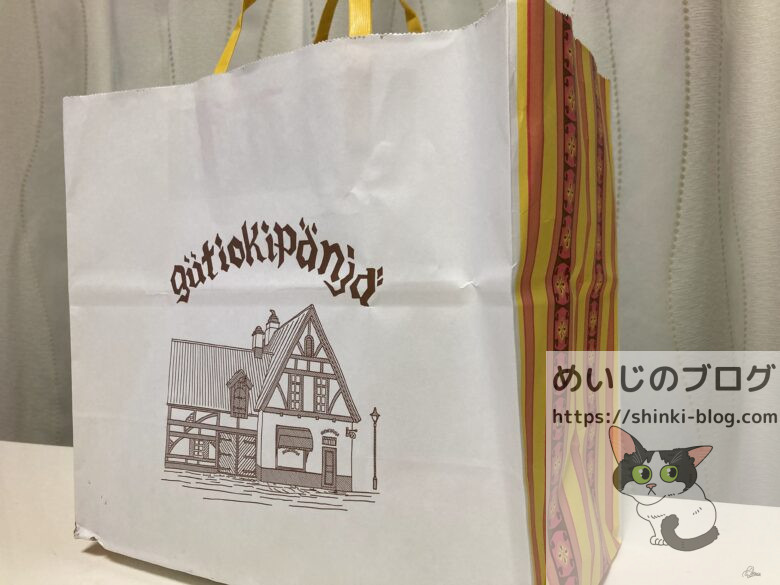 gütiokipänjä
めいじのブログ
https://shinki-blog.com